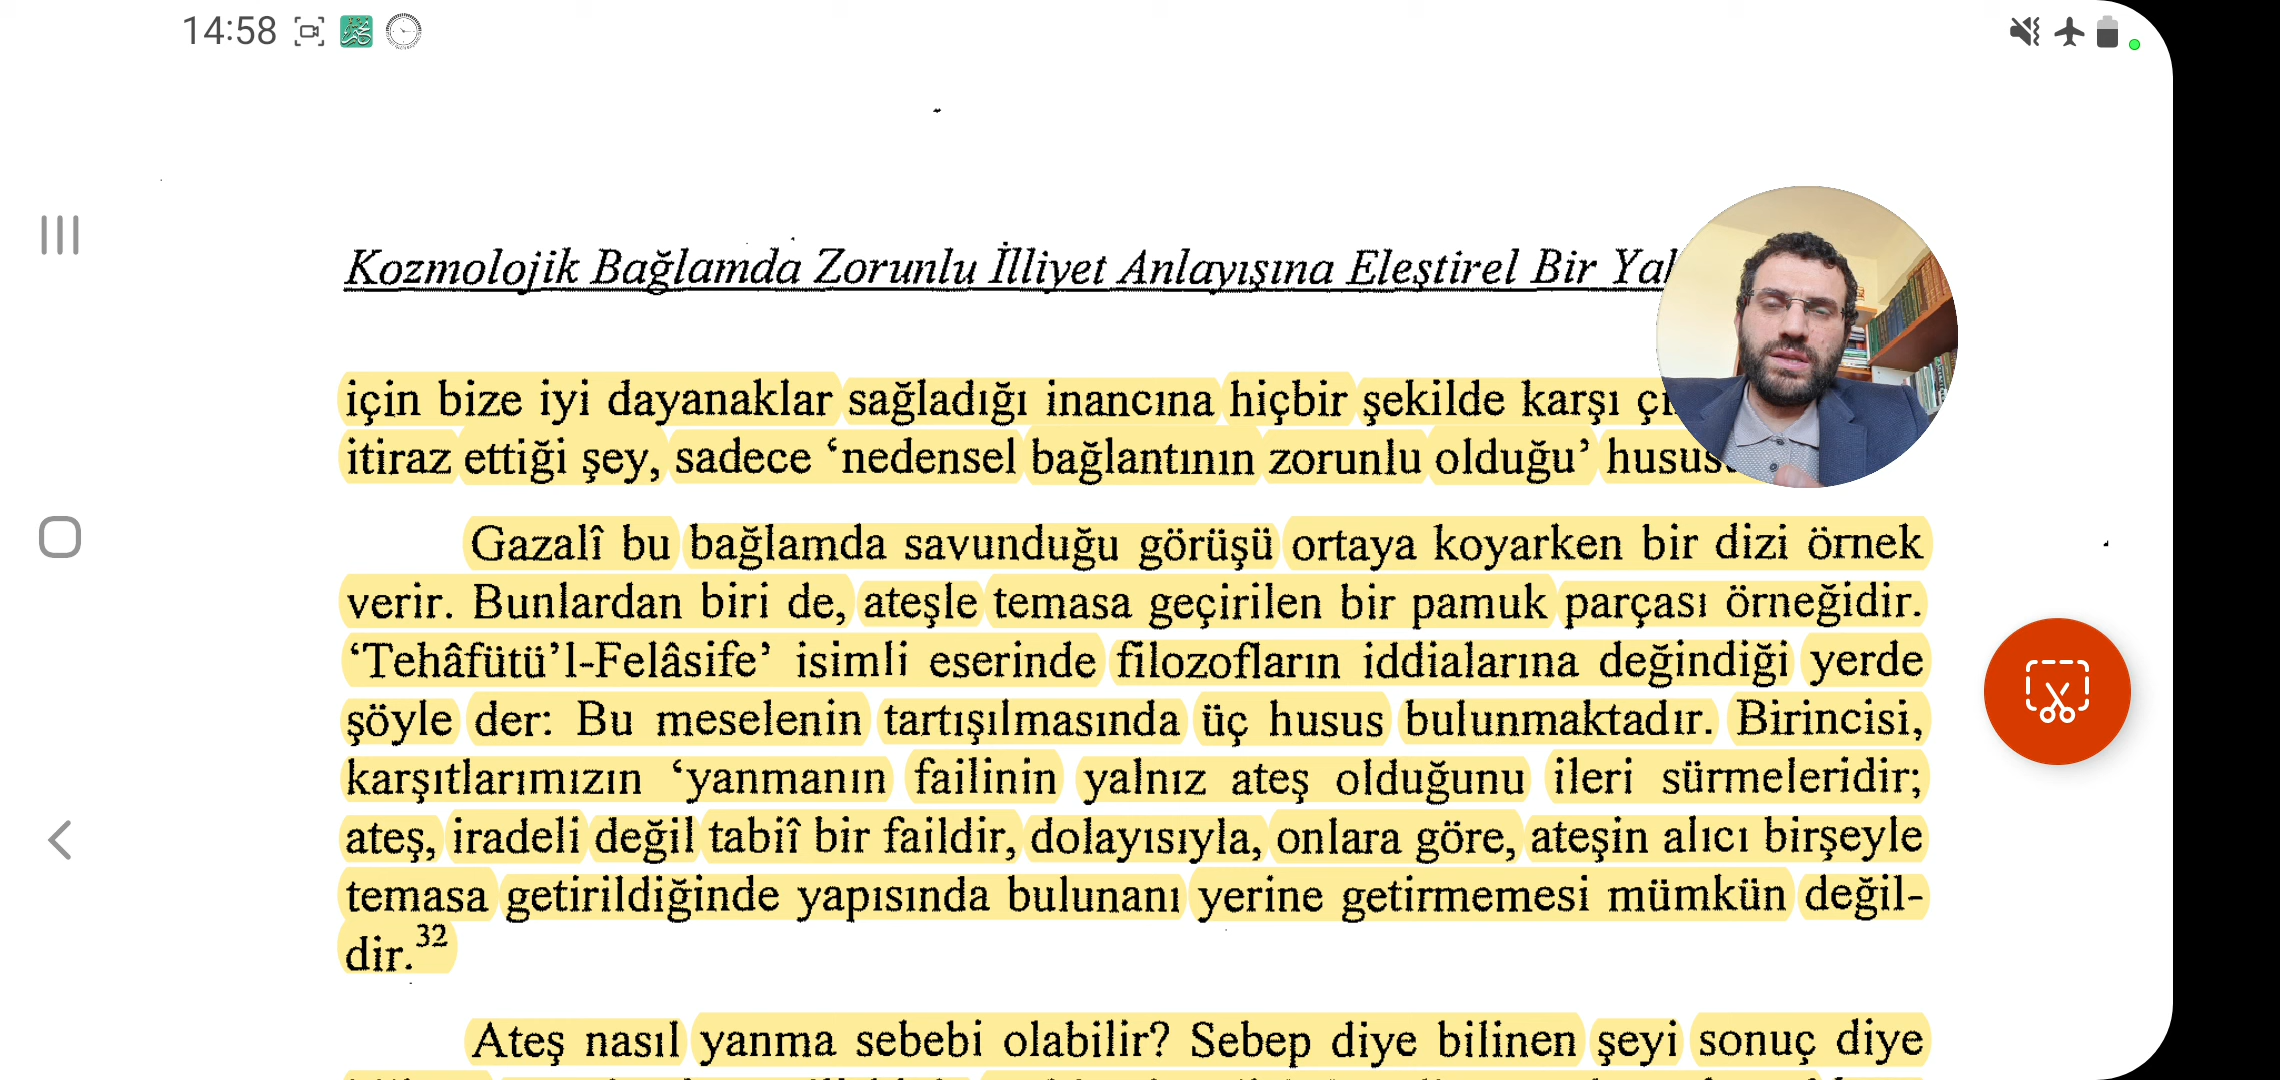 14:58
Kozmolojik Bağlamda Zorunlu İlliyet Anlayışına Eleştirel Bir
için bize iyi dayanaklar sağladığı inancına hiçbir şekilde karşı
itiraz ettiği şey, sadece ‘nedensel bağlantının zorunlu olduğu’
Gazalî bu bağlamda savunduğu görüşü ortaya koyarken bir dizi örnek
verir. Bunlardan biri de, ateşle temasa geçirilen bir pamuk parçası örneğidir.
‘Tehâfütü’l-Felâsife’ isimli eserinde filozofların iddialarına değindiği yerde
şöyle der: Bu meselenin tartışılmasında üç husus bulunmaktadır. Birincisi,
karşıtlarımızın ‘yanmanın failinin yalnız ateş olduğunu ileri sürmeleridir;
ateş, iradeli değil tabiî bir faildir, dolayısıyla, onlara göre, ateşin alıcı birşeyle
temasa getirildiğinde yapısında bulunanı yerine getirmemesi mümkün değil-
dir.32
Ateş nasıl yanma sebebi olabilir? Sebep diye bilinen şeyi sonuç diye